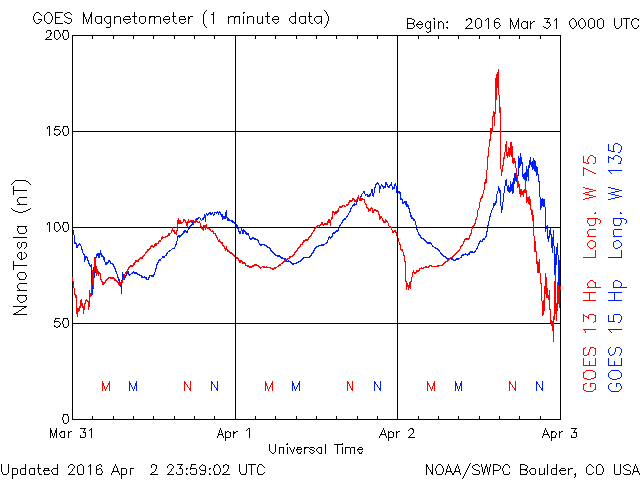 GOES Magnetometer (1 minute data)
Begin: 2016 Mar 31 0000 UTC
200
150
100
50
0
NanoTesla (nT)
M M N N M M N N M M N N
Mar 31 Apr 1 Apr 2 Apr 3
Universal Time
GOES 13 Hp Long. W 75
GOES 15 Hp Long. W 135
Updated 2016 Apr 2 23:59:02 UTC
NOAA/SWPC Boulder, CO USA